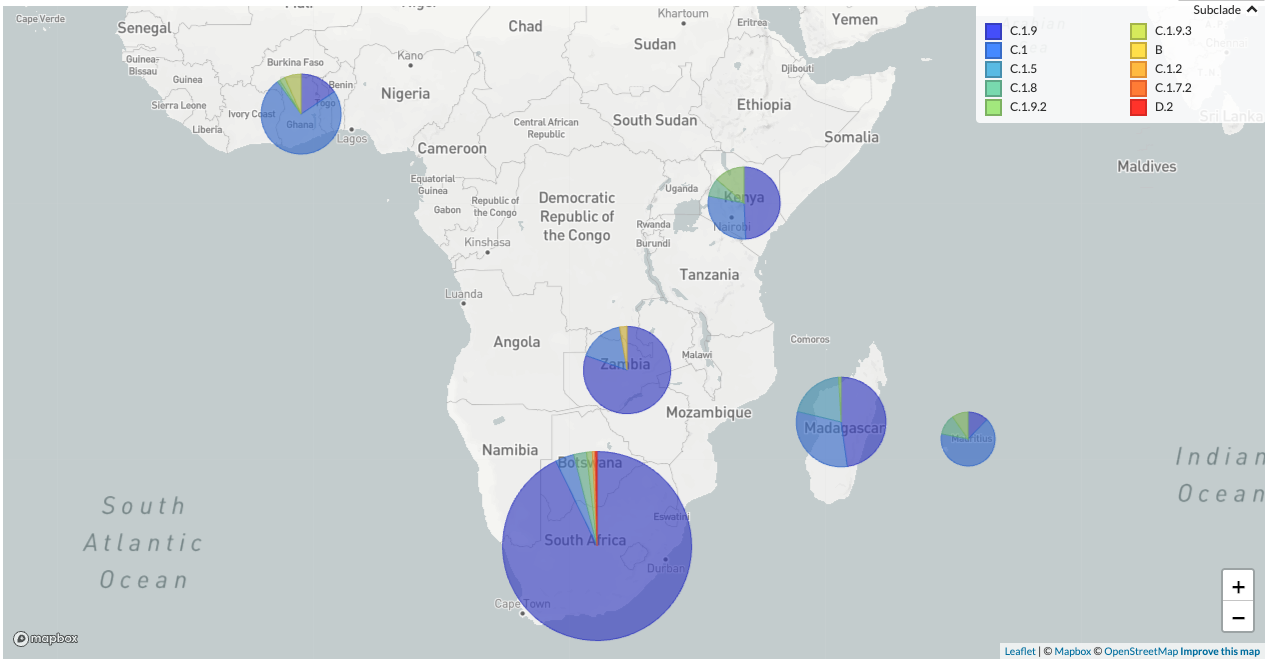 Cape Verde
Senegal
Chad
Khartoum
Eritrea
Yemen
Subclade
C.1.9
C.1
C.1.5
C.1.8
C.1.9.2
C.1.9.3
B
C.1.2
C.1.7.2
D.2
Guinea-
Bissau
Guinea
Burkina Faso
Kano
Sudan
Djibouti
Benin
Togo
Nigeria
Ethiopia
Sierra Leone
Ivory Coast
Ghana
Liberia
Lagos
Central African
Republic
South Sudan
Somalia
Sri Lanka
Cameroon
Maldives
Equatorial
Guinea
Gabon
Republic of
the Congo
Democratic
Republic of
the Congo
Uganda
Kenya
Nairobi
Rwanda
Burundi
Kinshasa
Tanzania
Luanda
Angola
Comoros
Malawi
Zambia
Mozambique
Madagascar
Mauritius
Namibia
Botswana
Indian
Ocean
South
Atlantic
Ocean
Eswatini
South Africa
Durban
Cape Town
+
−
mapbox
Leaflet | © Mapbox © OpenStreetMap Improve this map